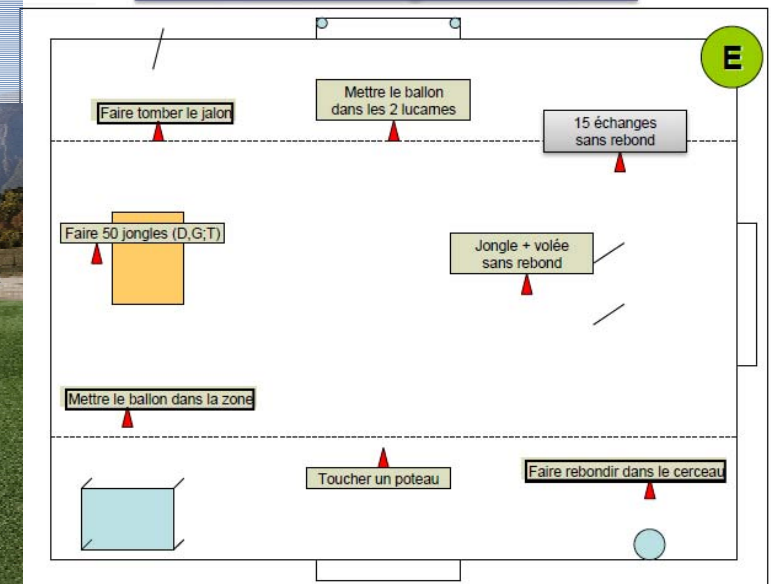 E
Mettre le ballon
dans les 2 lucarnes
Faire tomber le jalon
15 échanges
sans rebond
Faire 50 jongles (D,G;T)
Jongle + volée
sans rebond
Mettre le ballon dans la zone
Toucher un poteau
Faire rebondir dans le cerceau